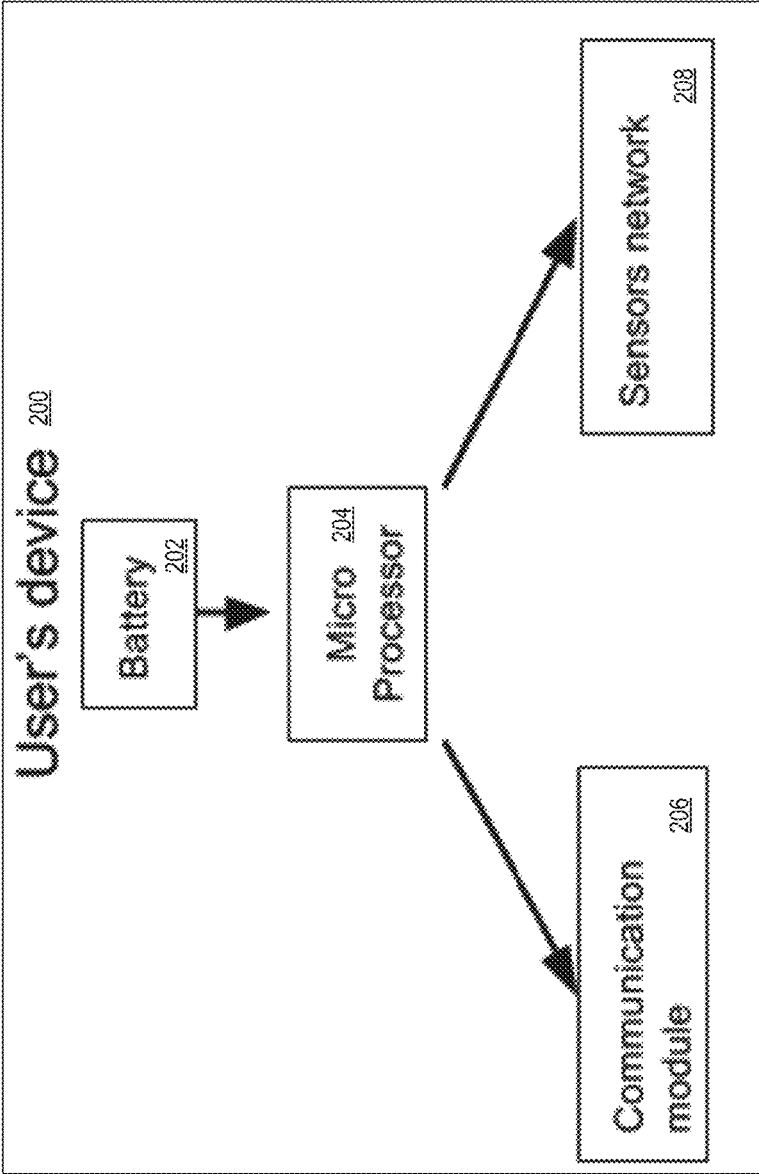 User's device 200
Battery
202
Micro 204
Processor
Communication
module 206
Sensors network
208